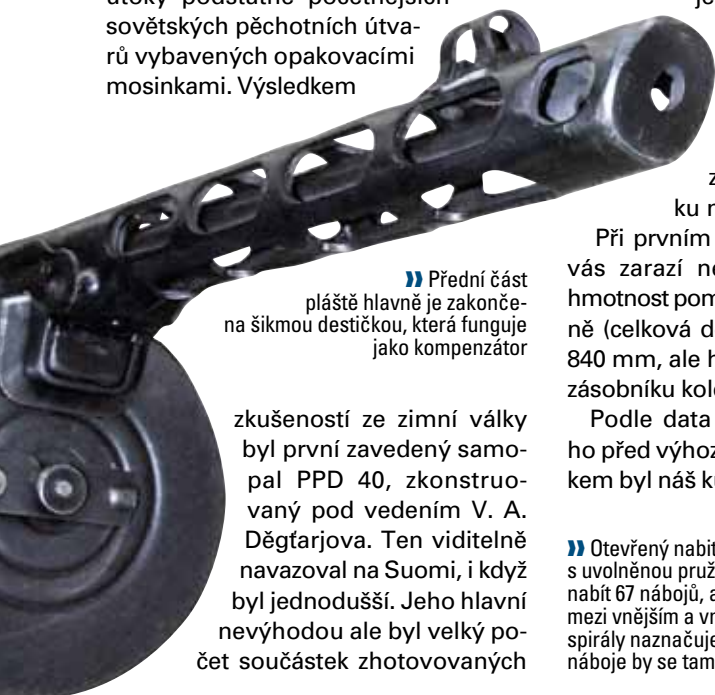 sovětských pěchotních útva-
rů vybavených opakovacími
mosinkami. Výsledkem
» Přední část
pláště hlavně je zakonče-
na šikmou destičkou, která funguje
jako kompenzátor
zkušeností ze zimní války
byl první zavedený samo-
pal PPD 40, zkonstruo-
vaný pod vedením V. A.
Děgťarjova. Ten viditelně
navazoval na Suomi, i když
byl jednodušší. Jeho hlavní
nevýhodou ale byl velký po-
čet součástek zhotovovaných
ku
Při prvním
vás zarazí
hmotnost
ně (celková
840 mm, ale
zásobníku
Podle data
ho před
kem byl náš
» Otevřený
s uvolněnou
nabít 67 nábojů,
mezi vnějším a
spirály naznačuje
náboje by se tam